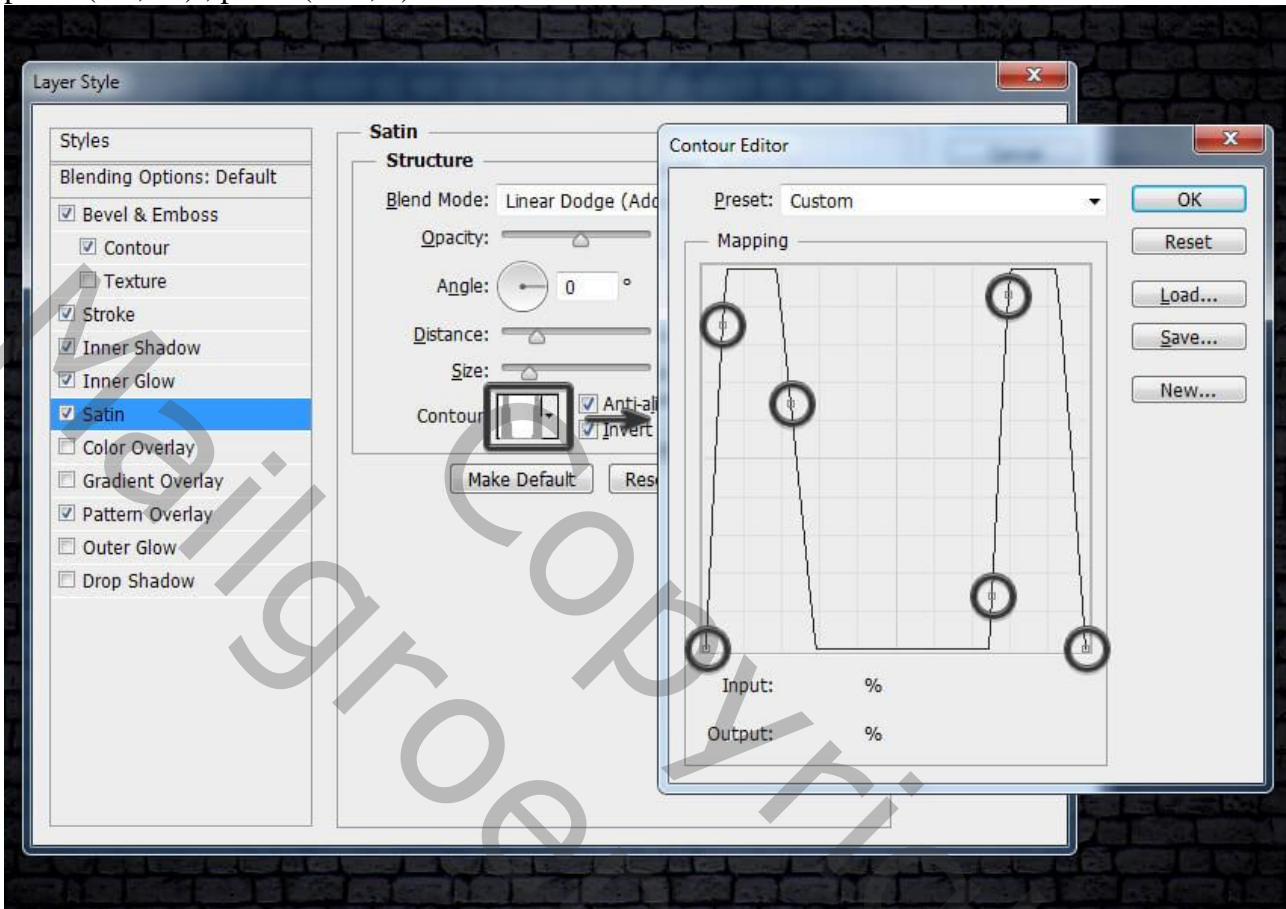 Layer Style
Styles
Blending Options: Default
Bevel & Emboss
Contour
Texture
Stroke
Inner Shadow
Inner Glow
Satin
Color Overlay
Gradient Overlay
Pattern Overlay
Outer Glow
Drop Shadow
Satin
Structure
Blend Mode: Linear Dodge (Add
Opacity:
Angle: 0 °
Distance:
Size:
Contour Anti-ali
Invert
Make Default Rese
Contour Editor
Preset: Custom
Mapping
Input: %
Output: %
OK
Reset
Load...
Save...
New...
Mailgroe
Copyri